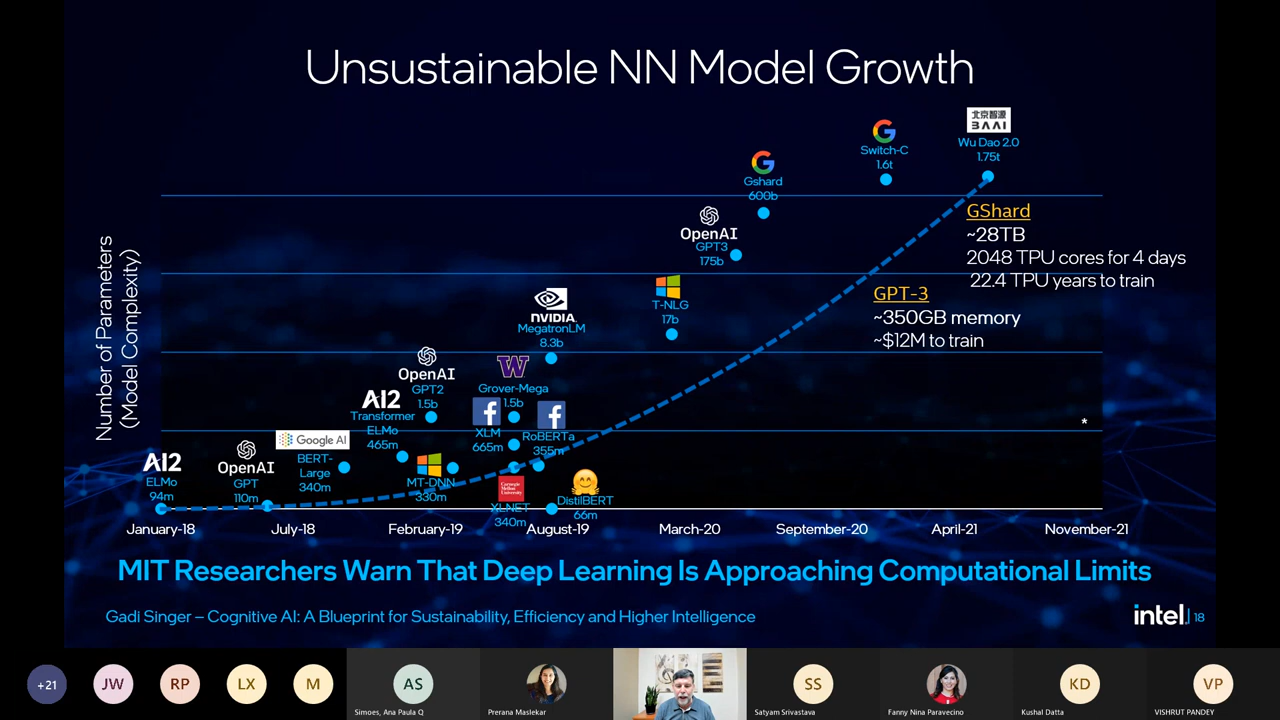 Unsustainable NN Model Growth
Number of Parameters
(Model Complexity)
北京智源
BAAI
Wu Dao 2.0
1.75t
G
Switch-C
1.6t
G
Gshard
600b
OpenAI
GPT3
175b
T-NLG
17b
NVIDIA.
MegatronLM
8.3b
W
Grover-Mega
1.5b
OpenAI
GPT2
1.5b
AI2
Transformer
ELMo
465m
f
XLM
665m
f
RoBERTa
355m
Google AI
BERT-
Large
340m
OpenAI
GPT
110m
AI2
ELMo
94m
MT-DNN
330m
Carnegie
Mellon
University
XLNET
340m
DistilBERT
66m
GShard
~28TB
2048 TPU cores for 4 days
22.4 TPU years to train
GPT-3
~350GB memory
~$12M to train
*
January-18
July-18
February-19
August-19
March-20
September-20
April-21
November-21
MIT Researchers Warn That Deep Learning Is Approaching Computational Limits
Gadi Singer – Cognitive AI: A Blueprint for Sustainability, Efficiency and Higher Intelligence
intel. 18
+21
JW
RP
LX
M
AS
Simoes, Ana Paula Q
Prerana Maslekar
SS
Satyam Srivastava
Fanny Nina Paravecino
KD
Kushal Datta
VP
VISHRUT PANDEY